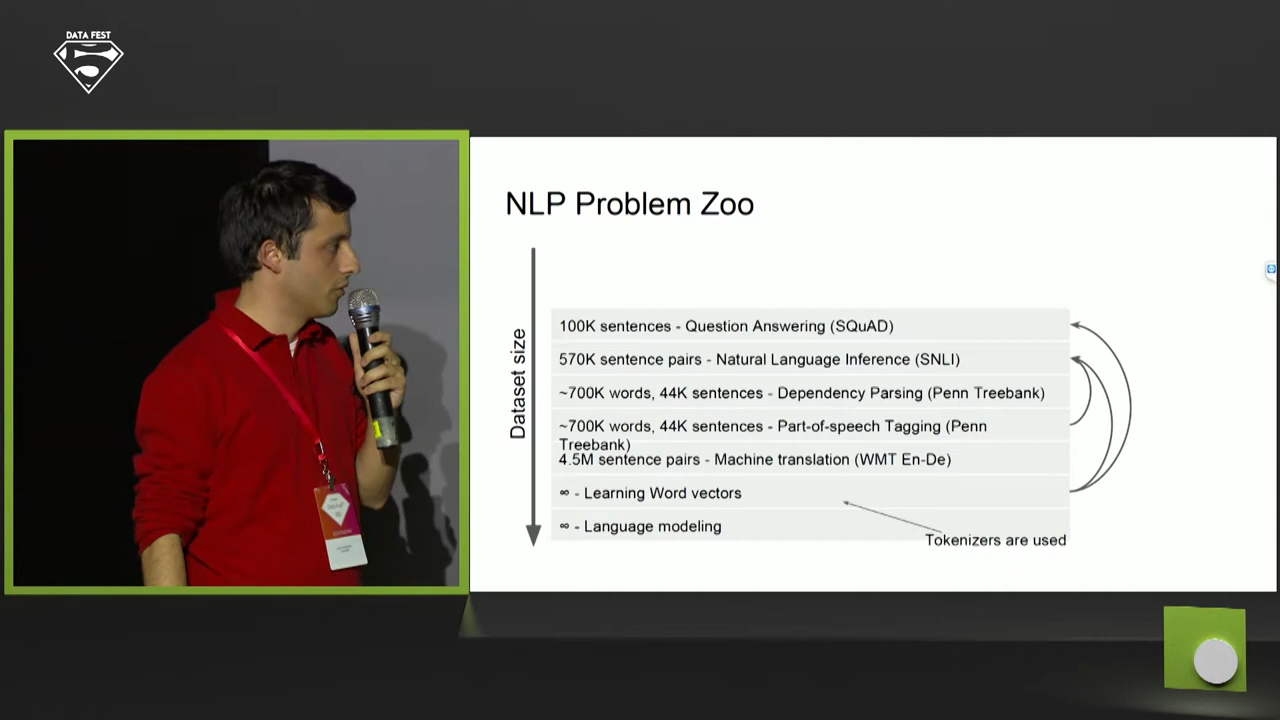 DATA FEST
NLP Problem Zoo
Dataset size
100K sentences - Question Answering (SQuAD)
570K sentence pairs - Natural Language Inference (SNLI)
~700K words, 44K sentences - Dependency Parsing (Penn Treebank)
~700K words, 44K sentences - Part-of-speech Tagging (Penn
Treebank)
4.5M sentence pairs - Machine translation (WMT En-De)
∞ - Learning Word vectors
∞ - Language modeling
Tokenizers are used